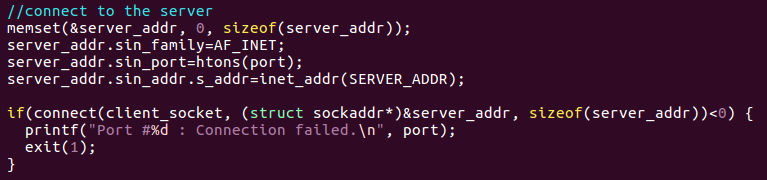 //connect to the server
memset(&server_addr, 0, sizeof(server_addr));
server_addr.sin_family=AF_INET;
server_addr.sin_port=htons(port);
server_addr.sin_addr.s_addr=inet_addr(SERVER_ADDR);

if(connect(client_socket, (struct sockaddr*)&server_addr, sizeof(server_addr))<0) {
  printf("Port #%d : Connection failed.\n", port);
  exit(1);
}